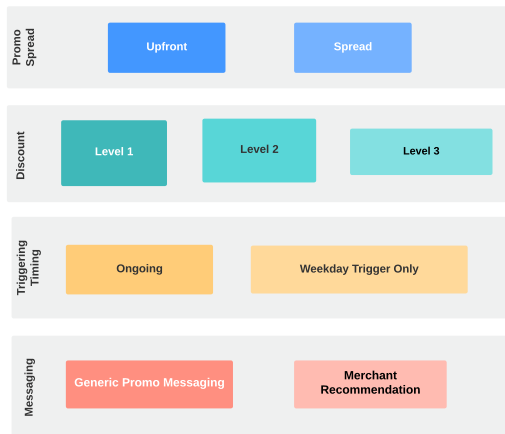 Promo
Spread
Upfront
Spread
Discount
Level 1
Level 2
Level 3
Triggering
Timing
Ongoing
Weekday Trigger Only
Messaging
Generic Promo Messaging
Merchant
Recommendation